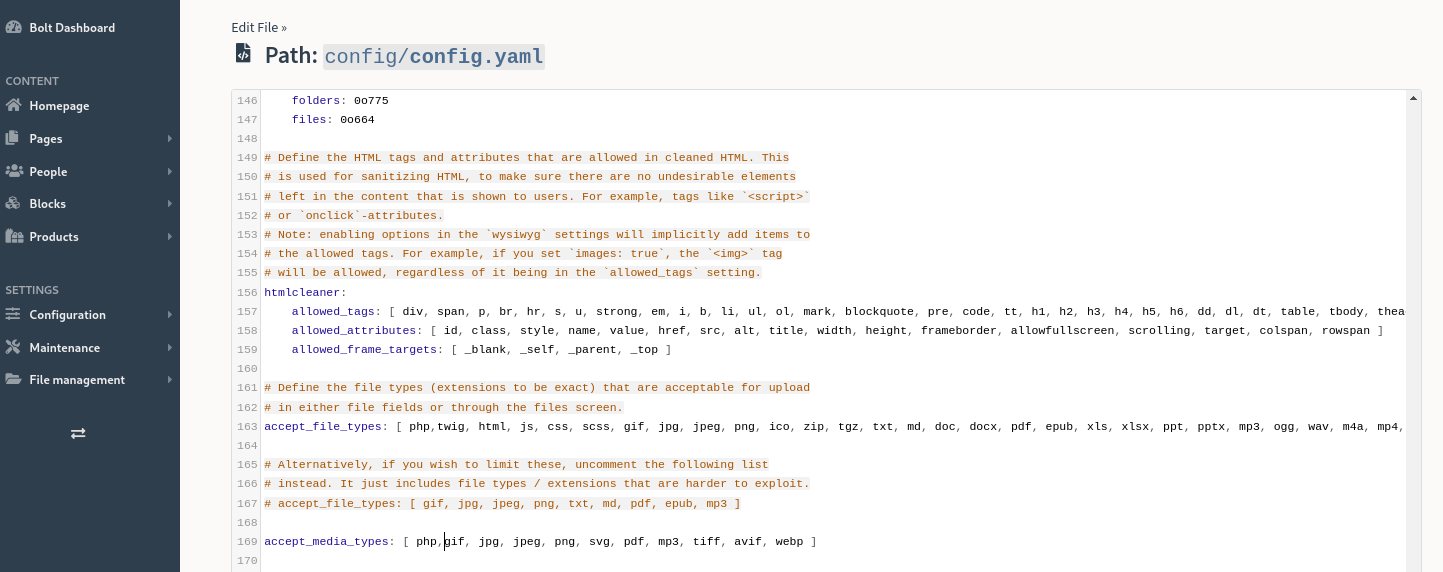 Bolt Dashboard
CONTENT
Homepage
Pages
People
Blocks
Products
SETTINGS
Configuration
Maintenance
File management
Edit File »
Path: config/config.yaml
146 folders: 0o775
147 files: 0o664
148
149 # Define the HTML tags and attributes that are allowed in cleaned HTML. This
150 # is used for sanitizing HTML, to make sure there are no undesirable elements
151 # left in the content that is shown to users. For example, tags like `<script>`
152 # or `onclick`-attributes.
153 # Note: enabling options in the `wysiwyg` settings will implicitly add items to
154 # the allowed tags. For example, if you set `images: true`, the `<img>` tag
155 # will be allowed, regardless of it being in the `allowed_tags` setting.
156 htmlcleaner:
157 allowed_tags: [ div, span, p, br, hr, s, u, strong, em, i, b, li, ul, ol, mark, blockquote, pre, code, tt, h1, h2, h3, h4, h5, h6, dd, dl, dt, table, tbody, thea
158 allowed_attributes: [ id, class, style, name, value, href, src, alt, title, width, height, frameborder, allowfullscreen, scrolling, target, colspan, rowspan ]
159 allowed_frame_targets: [ _blank, _self, _parent, _top ]
160
161 # Define the file types (extensions to be exact) that are acceptable for upload
162 # in either file fields or through the files screen.
163 accept_file_types: [ php,twig, html, js, css, scss, gif, jpg, jpeg, png, ico, zip, tgz, txt, md, doc, docx, pdf, epub, xls, xlsx, ppt, pptx, mp3, ogg, wav, m4a, mp4,
164
165 # Alternatively, if you wish to limit these, uncomment the following list
166 # instead. It just includes file types / extensions that are harder to exploit.
167 # accept_file_types: [ gif, jpg, jpeg, png, txt, md, pdf, epub, mp3 ]
168
169 accept_media_types: [ php,gif, jpg, jpeg, png, svg, pdf, mp3, tiff, avif, webp ]
170